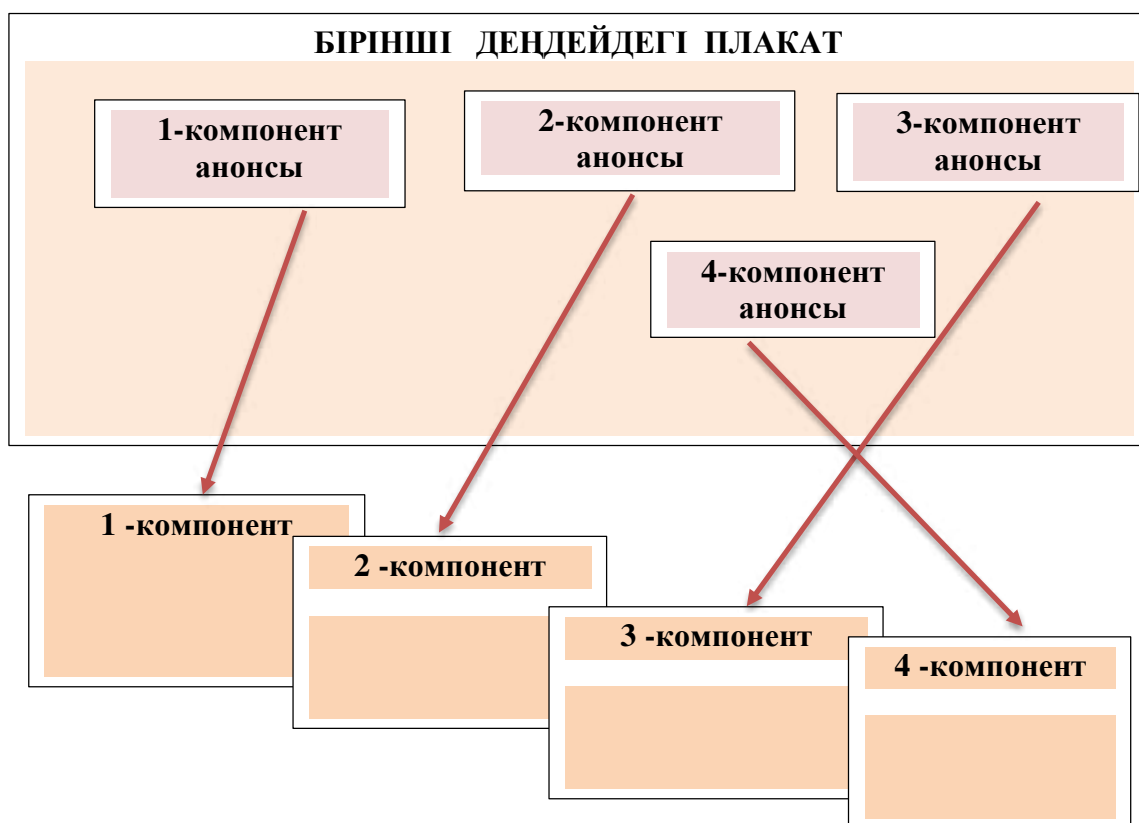 БІРІНШІ ДЕҢДЕЙДЕГІ ПЛАКАТ
1-компонент
анонсы
2-компонент
анонсы
3-компонент
анонсы
4-компонент
анонсы
1 -компонент
2 -компонент
3 -компонент
4 -компонент